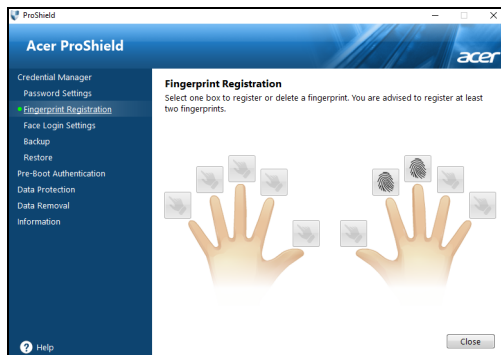 ProShield
Acer ProShield
acer
Credential Manager
Password Settings
Fingerprint Registration
Face Login Settings
Backup
Restore
Pre-Boot Authentication
Data Protection
Data Removal
Information
Help
Fingerprint Registration
Select one box to register or delete a fingerprint. You are advised to register at least
two fingerprints.
Close